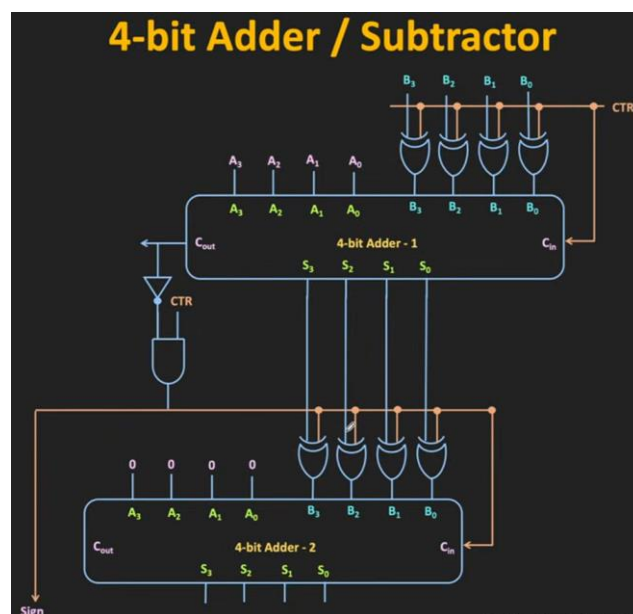 4-bit Adder / Subtractor
B₃ B₂ B₁ B₀
CTR
A₃ A₂ A₁ A₀
A₃ A₂ A₁ A₀ B₃ B₂ B₁ B₀
Cout 4-bit Adder - 1 Cin
S₃ S₂ S₁ S₀
CTR
0 0 0 0
A₃ A₂ A₁ A₀ B₃ B₂ B₁ B₀
Cout 4-bit Adder - 2 Cin
S₃ S₂ S₁ S₀
Sign